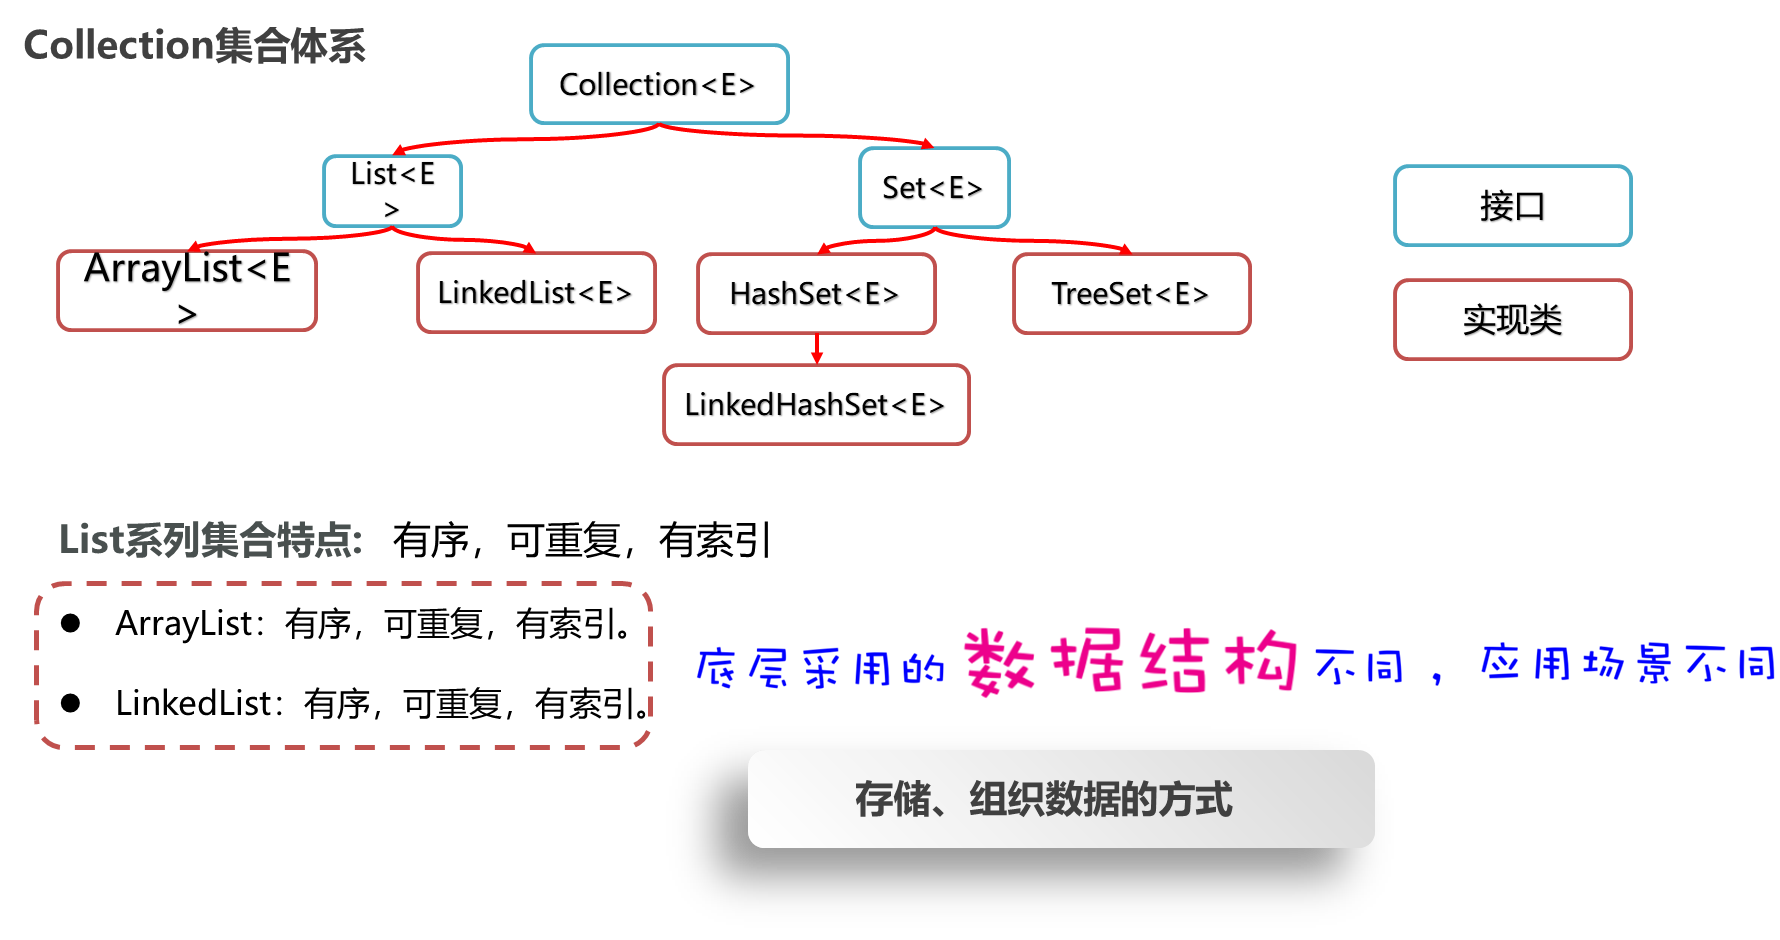 Collection集合体系
Collection<E>
List<E
>
Set<E>
接口
ArrayList<E
>
LinkedList<E>
HashSet<E>
TreeSet<E>
实现类
LinkedHashSet<E>
List系列集合特点： 有序，可重复，有索引
● ArrayList：有序，可重复，有索引。
● LinkedList：有序，可重复，有索引。
底层采用的数据结构不同，应用场景不同
存储、组织数据的方式